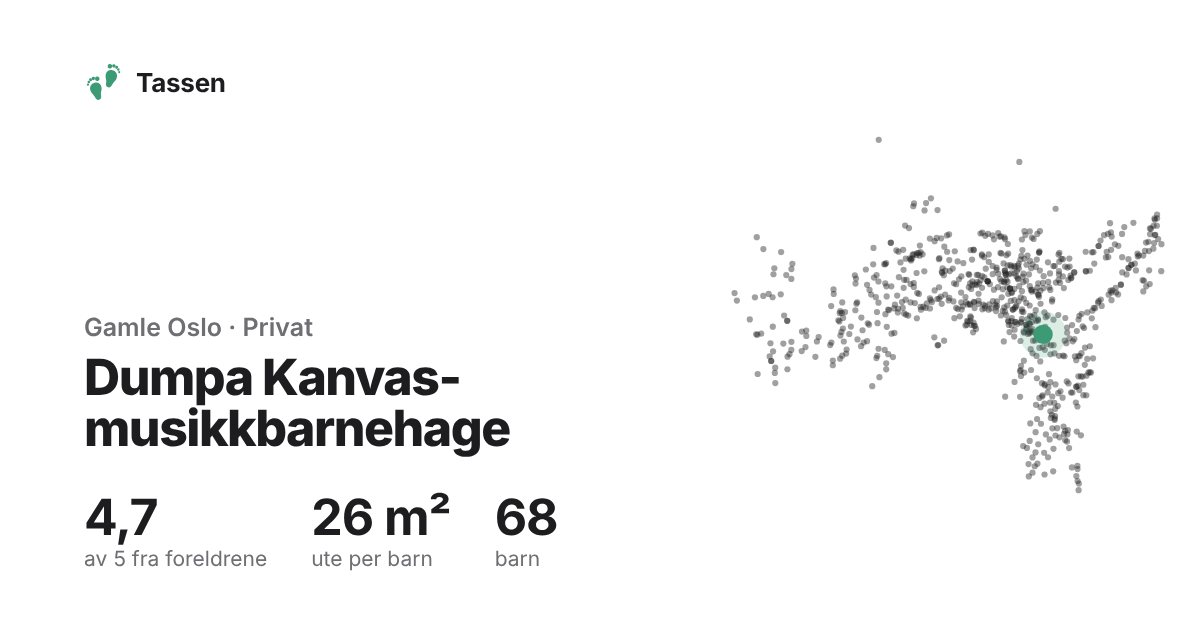 Tassen
Gamle Oslo · Privat
Dumpa Kanvas-
musikkbarnehage
4,7
av 5 fra foreldrene
26 m²
ute per barn
68
barn